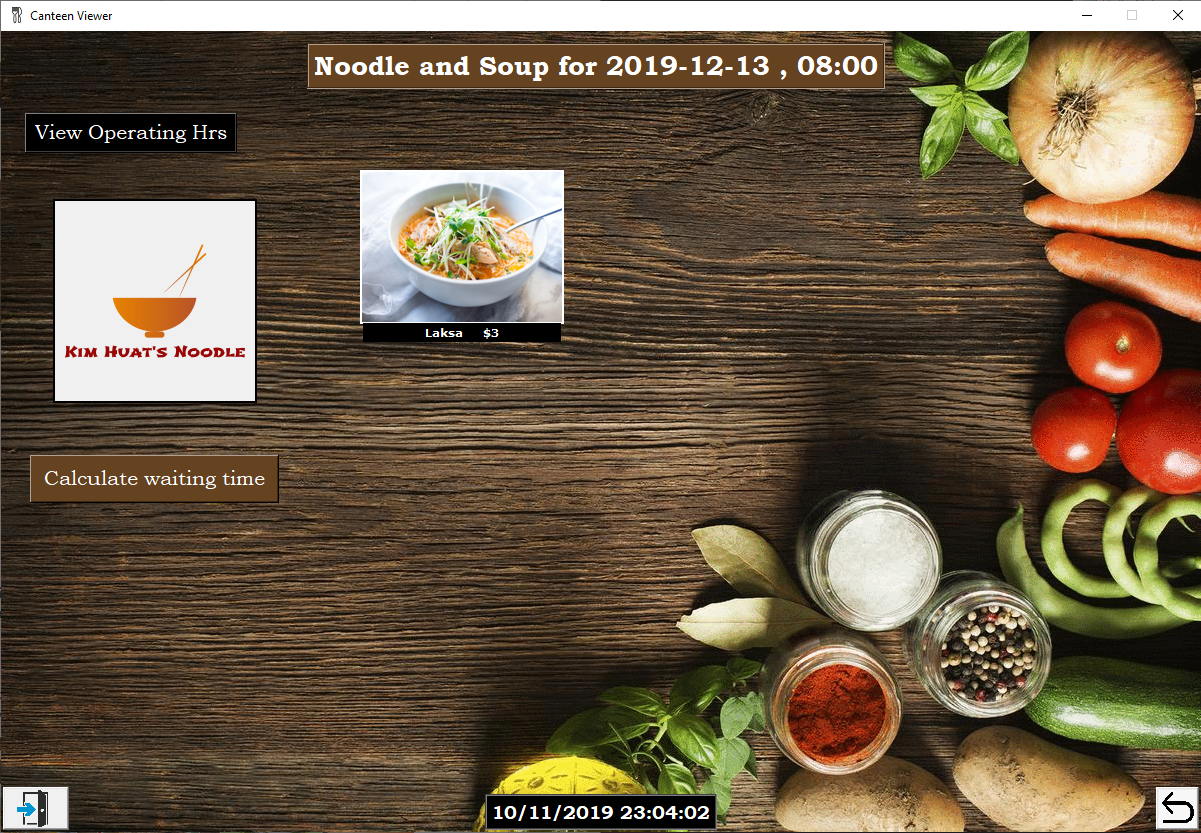 Canteen Viewer
Noodle and Soup for 2019-12-13 , 08:00
View Operating Hrs
Kim Huat's Noodle
Laksa $3
Calculate waiting time
10/11/2019 23:04:02